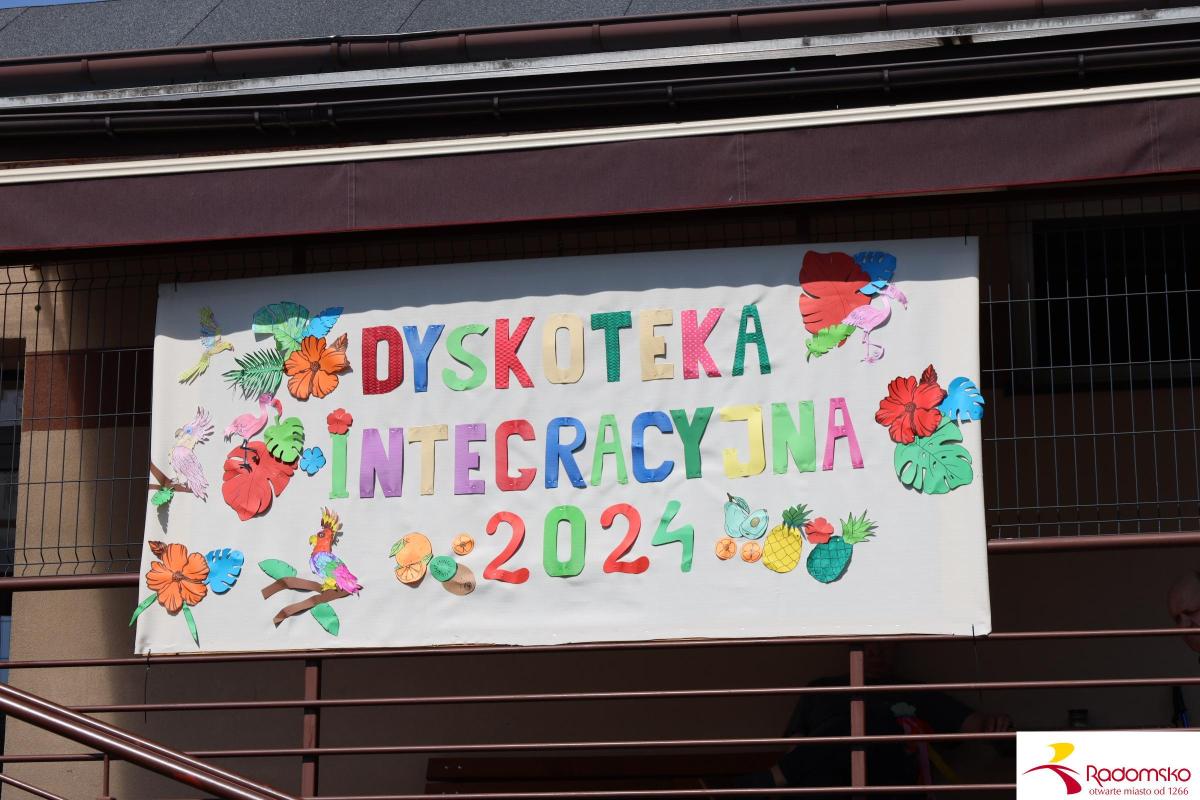 DYSKOTEKA
INTEGRACYJNA
2024
Radomsko
otwarte miasto od 1266